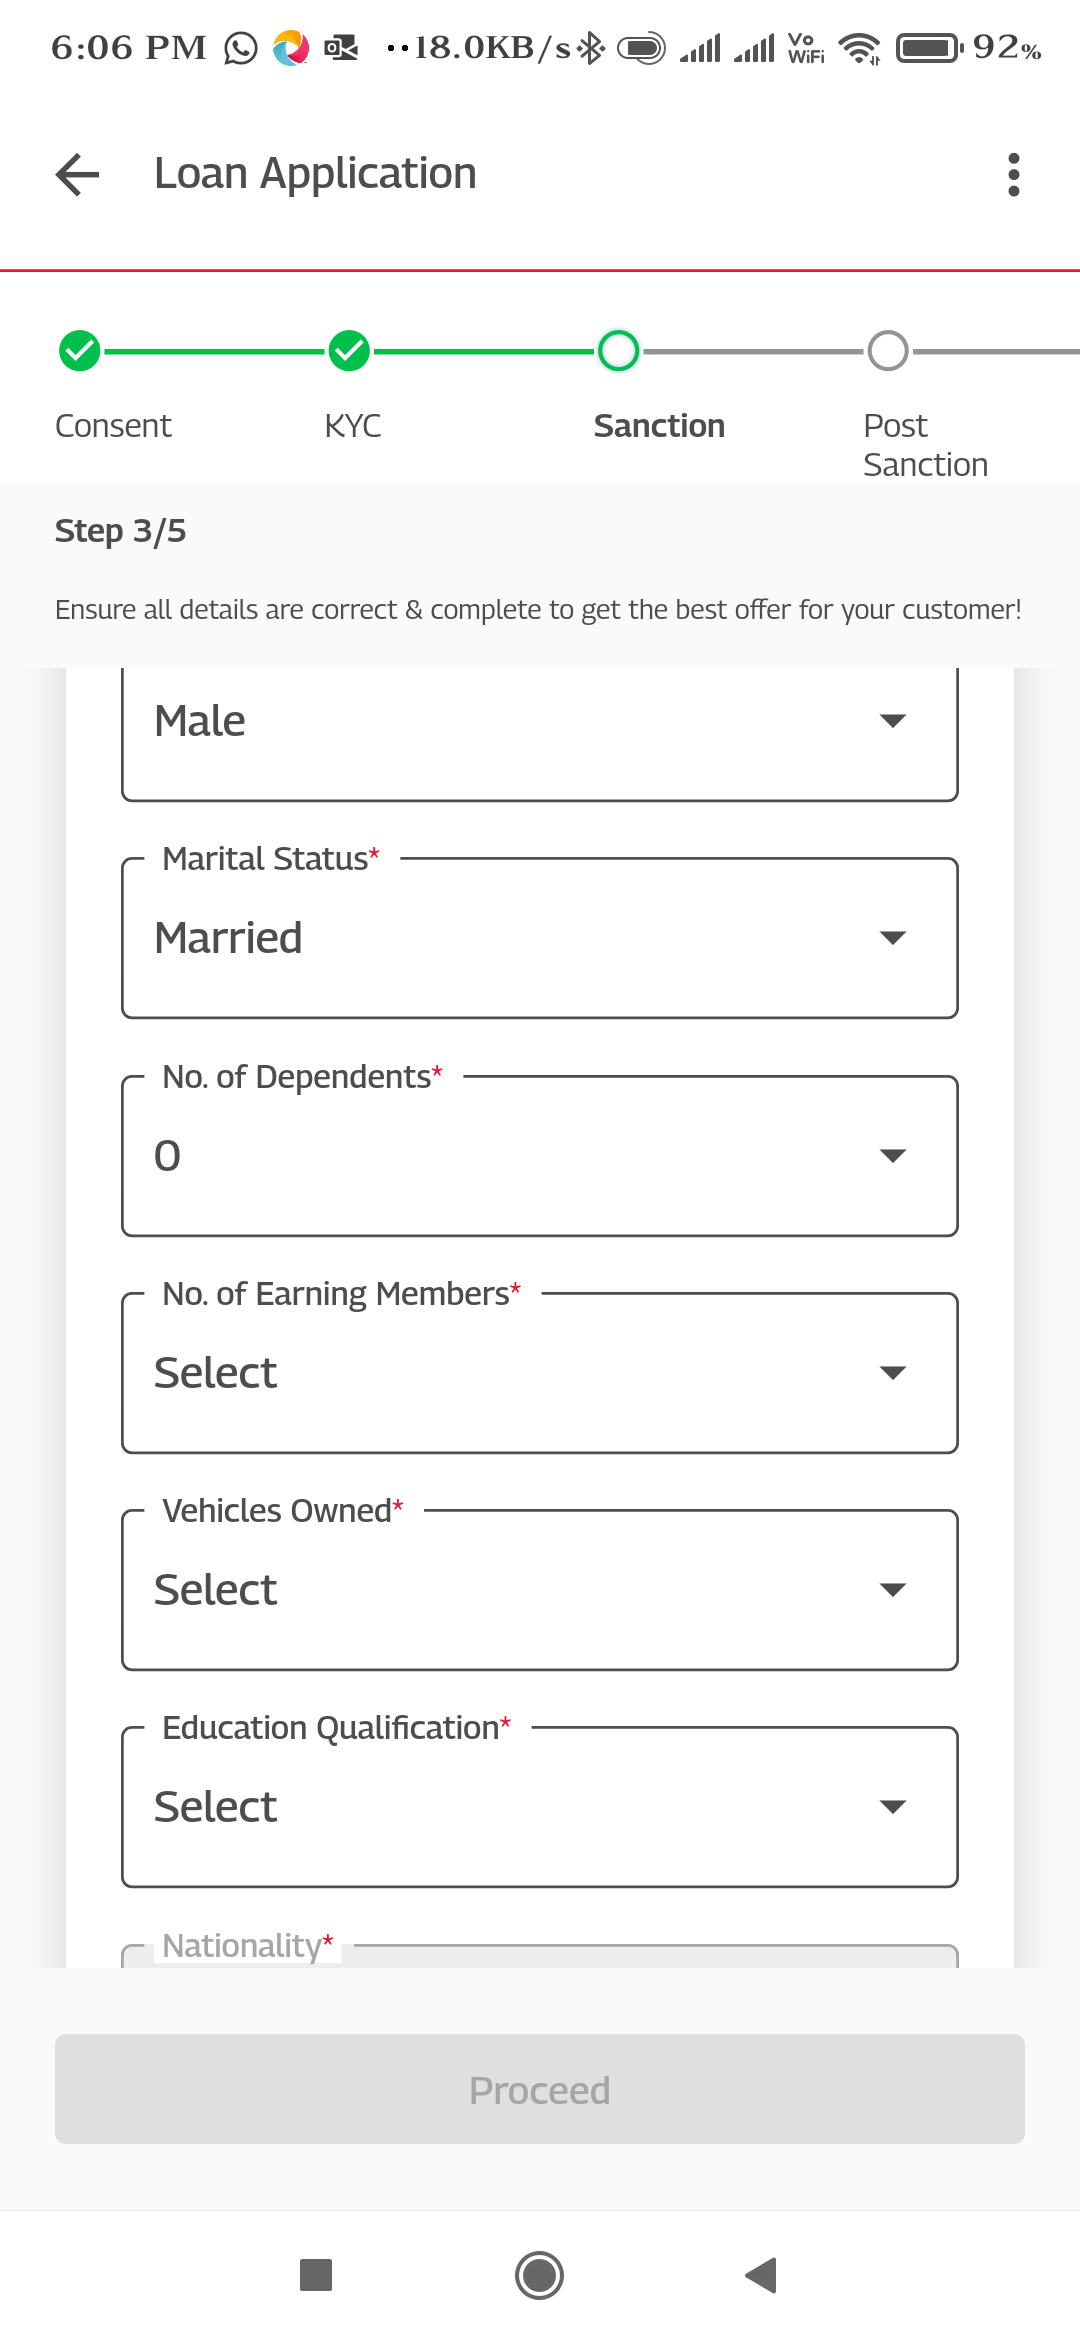 6:06 PM ··18.0KB/s Vo WiFi 92%
Loan Application
Consent KYC Sanction Post Sanction
Step 3/5
Ensure all details are correct & complete to get the best offer for your customer!
Male
Marital Status*
Married
No. of Dependents*
0
No. of Earning Members*
Select
Vehicles Owned*
Select
Education Qualification*
Select
Nationality*
Proceed